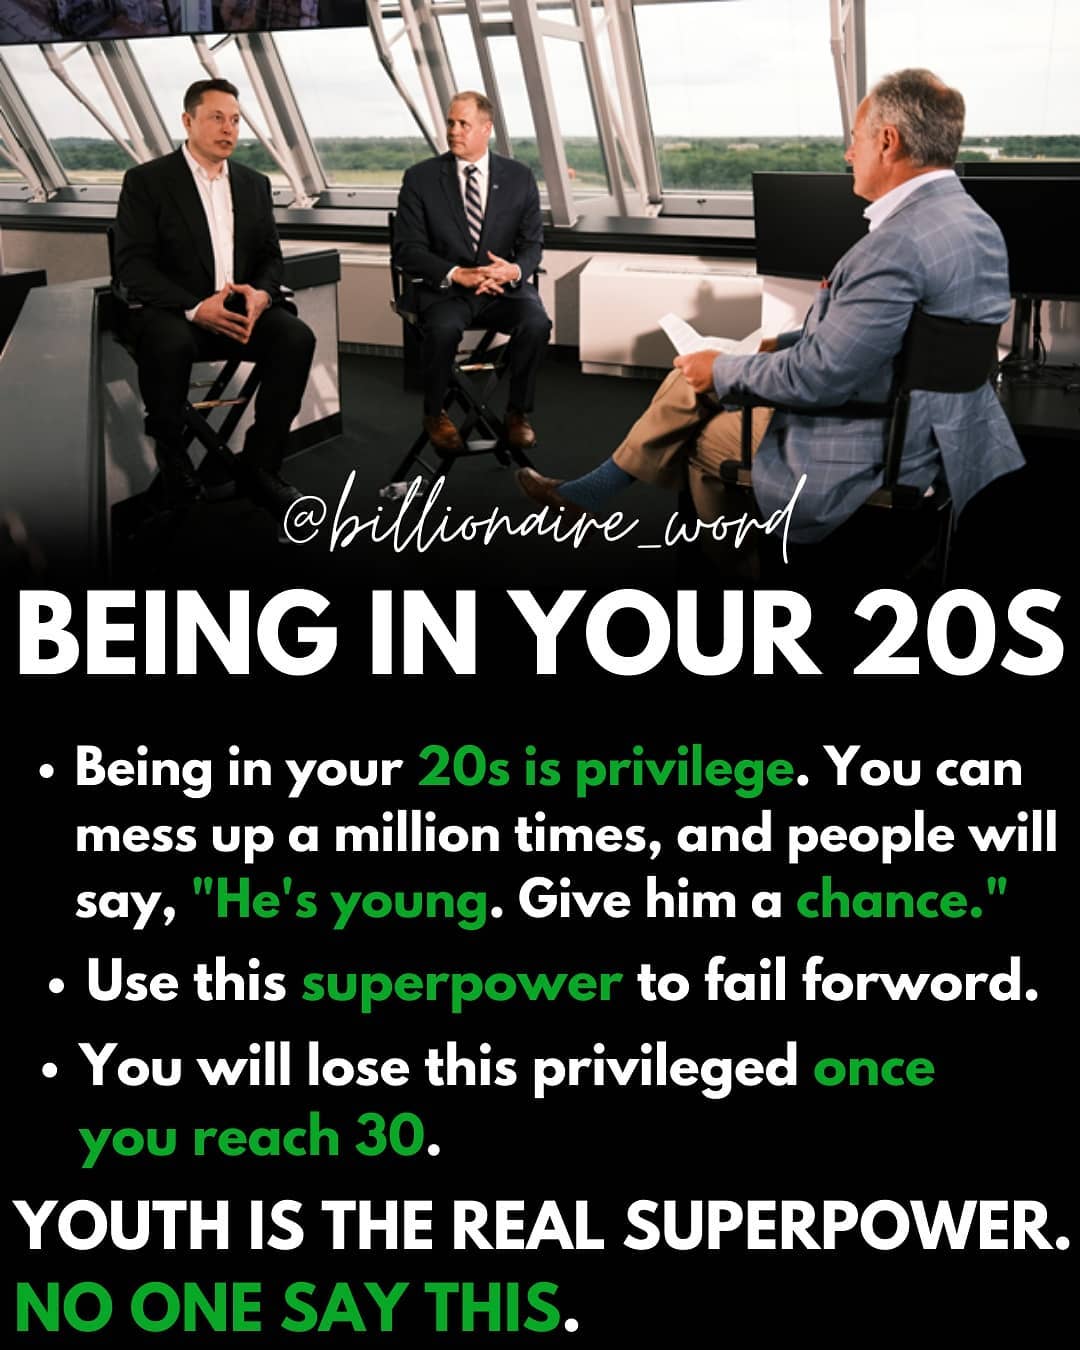 @billionaire_word
BEING IN YOUR 20S
• Being in your 20s is privilege. You can
mess up a million times, and people will
say, "He's young. Give him a chance."
• Use this superpower to fail forward.
• You will lose this privileged once
you reach 30.
YOUTH IS THE REAL SUPERPOWER.
NO ONE SAY THIS.